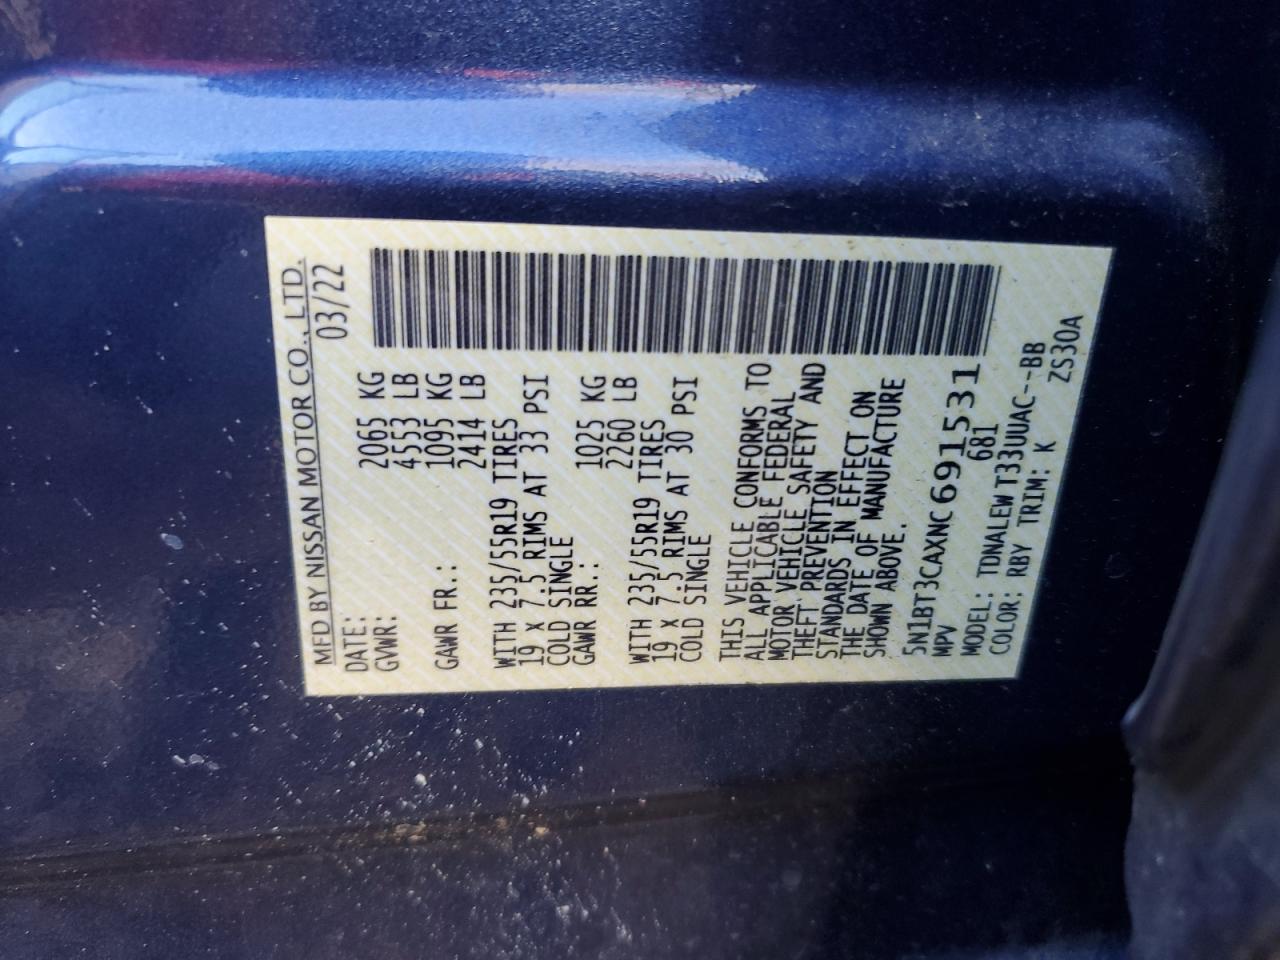 MFD BY NISSAN MOTOR CO., LTD.
DATE: 03/22
GVWR: 2065 KG
4553 LB
GAWR FR.: 1095 KG
2414 LB
WITH 235/55R19 TIRES
19 x 7.5 RIMS AT 33 PSI
COLD SINGLE
GAWR RR.: 1025 KG
2260 LB
WITH 235/55R19 TIRES
19 x 7.5 RIMS AT 30 PSI
COLD SINGLE
THIS VEHICLE CONFORMS TO
ALL APPLICABLE FEDERAL
MOTOR VEHICLE SAFETY AND
THEFT PREVENTION
STANDARDS IN EFFECT ON
THE DATE OF MANUFACTURE
SHOWN ABOVE.
5N1BT3CAXNC691531
MPV 681
MODEL: TDNALEW T33UUAC--BB
COLOR: RBY TRIM: K ZS30A